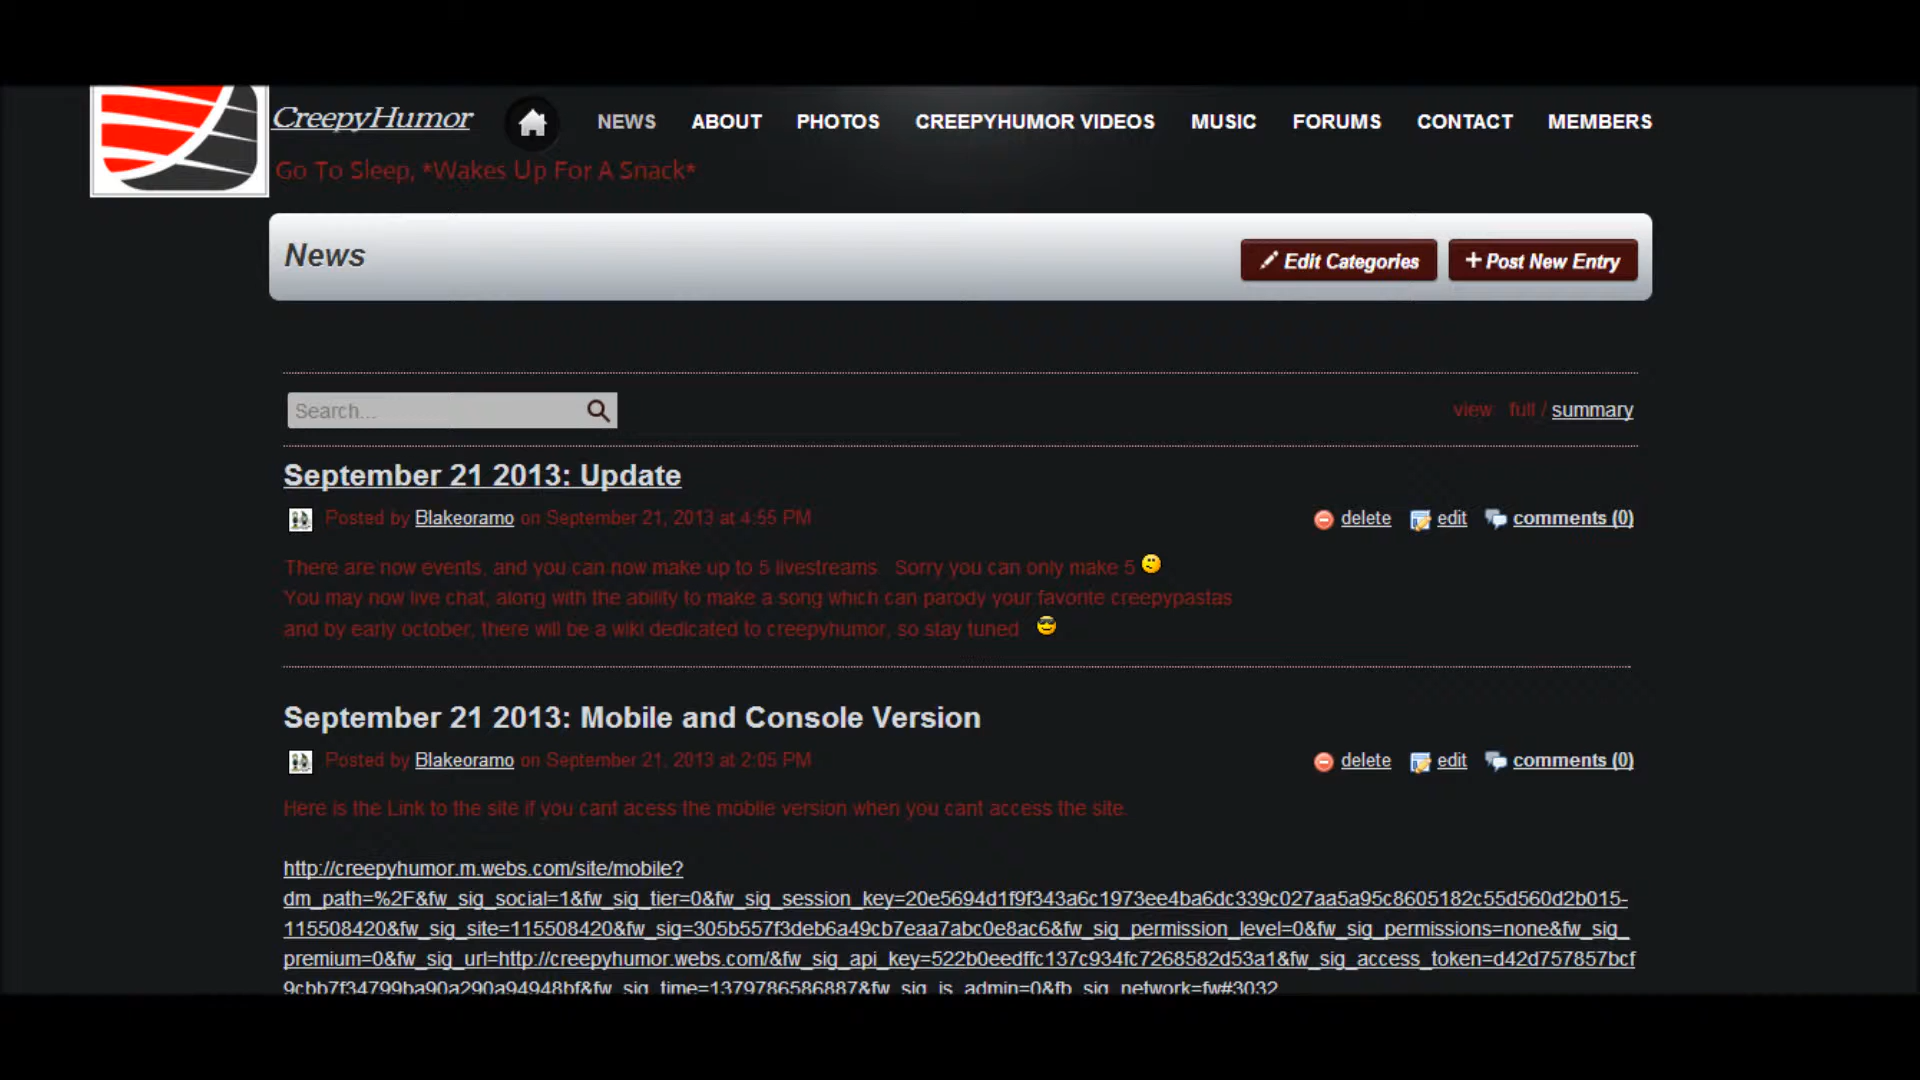 CreepyHumor
NEWS ABOUT PHOTOS CREEPYHUMOR VIDEOS MUSIC FORUMS CONTACT MEMBERS
Go To Sleep, *Wakes Up For A Snack*
News
Edit Categories
+ Post New Entry
Search...
view full / summary
September 21 2013: Update
Posted by Blakeoramo on September 21, 2013 at 4:55 PM
delete edit comments (0)
There are now events, and you can now make up to 5 livestreams Sorry you can only make 5
You may now live chat, along with the ability to make a song which can parody your favorite creepypastas
and by early october, there will be a wiki dedicated to creepyhumor, so stay tuned
September 21 2013: Mobile and Console Version
Posted by Blakeoramo on September 21, 2013 at 2:05 PM
delete edit comments (0)
Here is the Link to the site if you cant acess the mobile version when you cant access the site.
http://creepyhumor.m.webs.com/site/mobile?
dm_path=%2F&fw_sig_social=1&fw_sig_tier=0&fw_sig_session_key=20e5694d1f9f343a6c1973ee4ba6dc339c027aa5a95c8605182c55d560d2b015-
115508420&fw_sig_site=115508420&fw_sig=305b557f3deb6a49cb7eaa7abc0e8ac6&fw_sig_permission_level=0&fw_sig_permissions=none&fw_sig_
premium=0&fw_sig_url=http://creepyhumor.webs.com/&fw_sig_api_key=522b0eedffc137c934fc7268582d53a1&fw_sig_access_token=d42d757857bcf
9cbb7f34799ba90a290a94948bf&fw_sig_time=1379786586887&fw_sig_is_admin=0&fb_sig_network=fw#3032